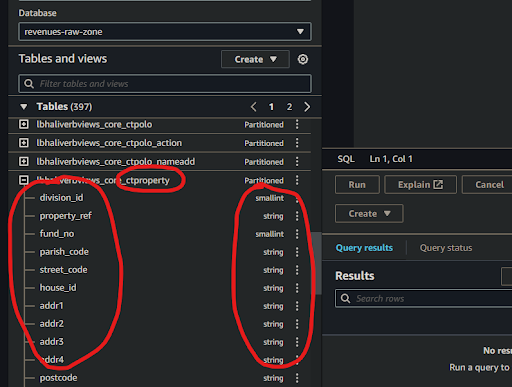 Database
revenues-raw-zone
Tables and views
Create
Filter tables and views
Tables (397)
1 2
lbhaliverbviews_core_ctpolo Partitioned
lbhaliverbviews_core_ctpolo_action Partitioned
lbhaliverbviews_core_ctpolo_nameadd Partitioned
lbhaliverbviews_core_ctproperty Partitioned
division_id smallint
property_ref string
fund_no smallint
parish_code string
street_code string
house_id string
addr1 string
addr2 string
addr3 string
addr4 string
postcode string
SQL Ln 1, Col 1
Run Explain Cancel
Create
Query results Query status
Results
Search rows
No res
Run a query to